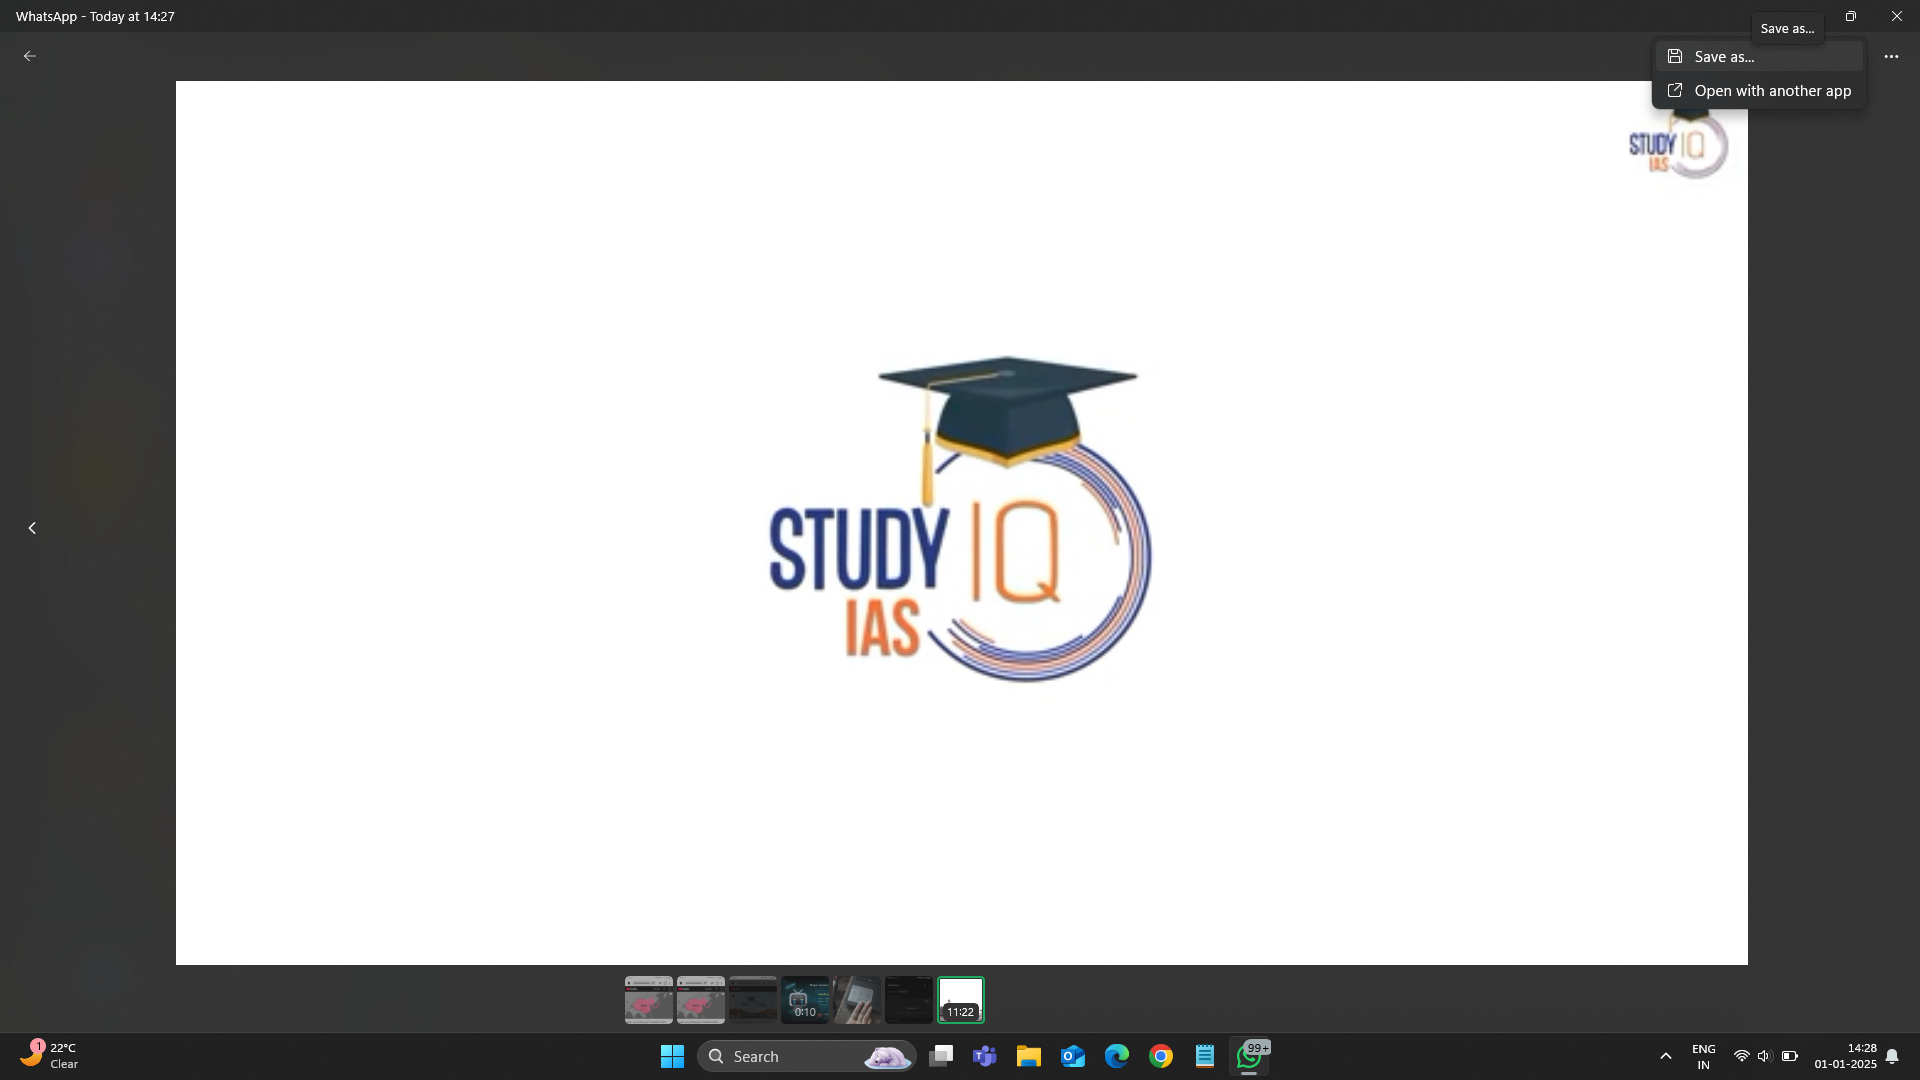 WhatsApp - Today at 14:27
Save as...
Save as...
Open with another app
STUDY IQ
IAS
STUDY IQ
IAS
0:10
11:22
1
22°C
Clear
Search
99+
ENG
IN
14:28
01-01-2025